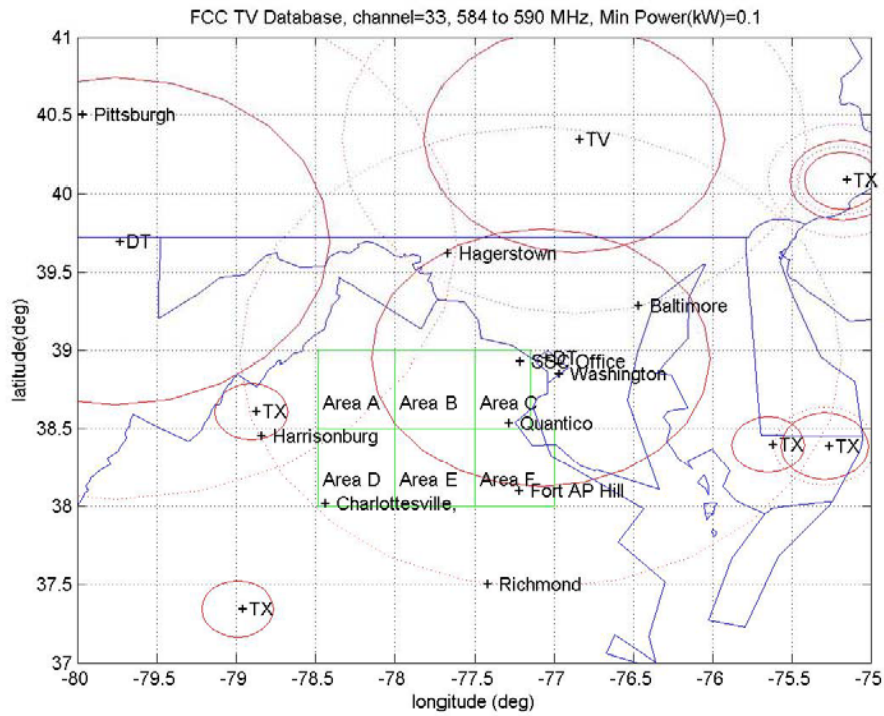 FCC TV Database, channel=33, 584 to 590 MHz, Min Power(kW)=0.1
41
40.5
40
39.5
39
38.5
38
37.5
37
latitude(deg)
Pittsburgh
TV
TX
DT
Hagerstown
Baltimore
DT
SSC Office
Washington
Area A
Area B
Area C
TX
Quantico
Harrisonburg
TX
TX
Area D
Area E
Area F
Fort AP Hill
Charlottesville,
Richmond
TX
-80
-79.5
-79
-78.5
-78
-77.5
-77
-76.5
-76
-75.5
-75
longitude (deg)